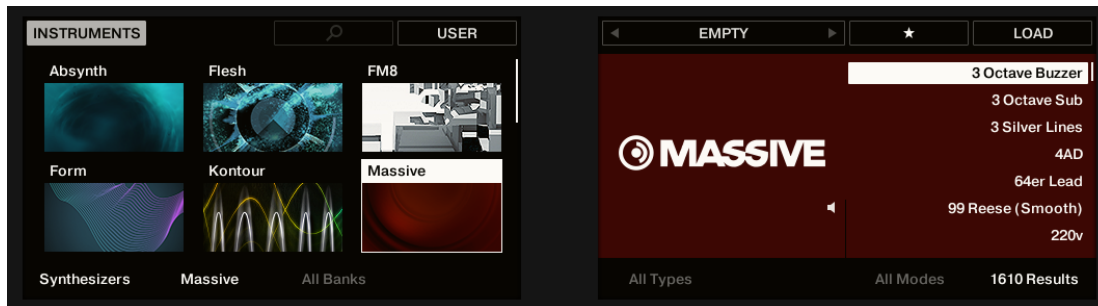 INSTRUMENTS USER
Absynth Flesh FM8
Form Kontour Massive
Synthesizers Massive All Banks
EMPTY ★ LOAD
MASSIVE
3 Octave Buzzer
3 Octave Sub
3 Silver Lines
4AD
64er Lead
99 Reese (Smooth)
220v
All Types All Modes 1610 Results